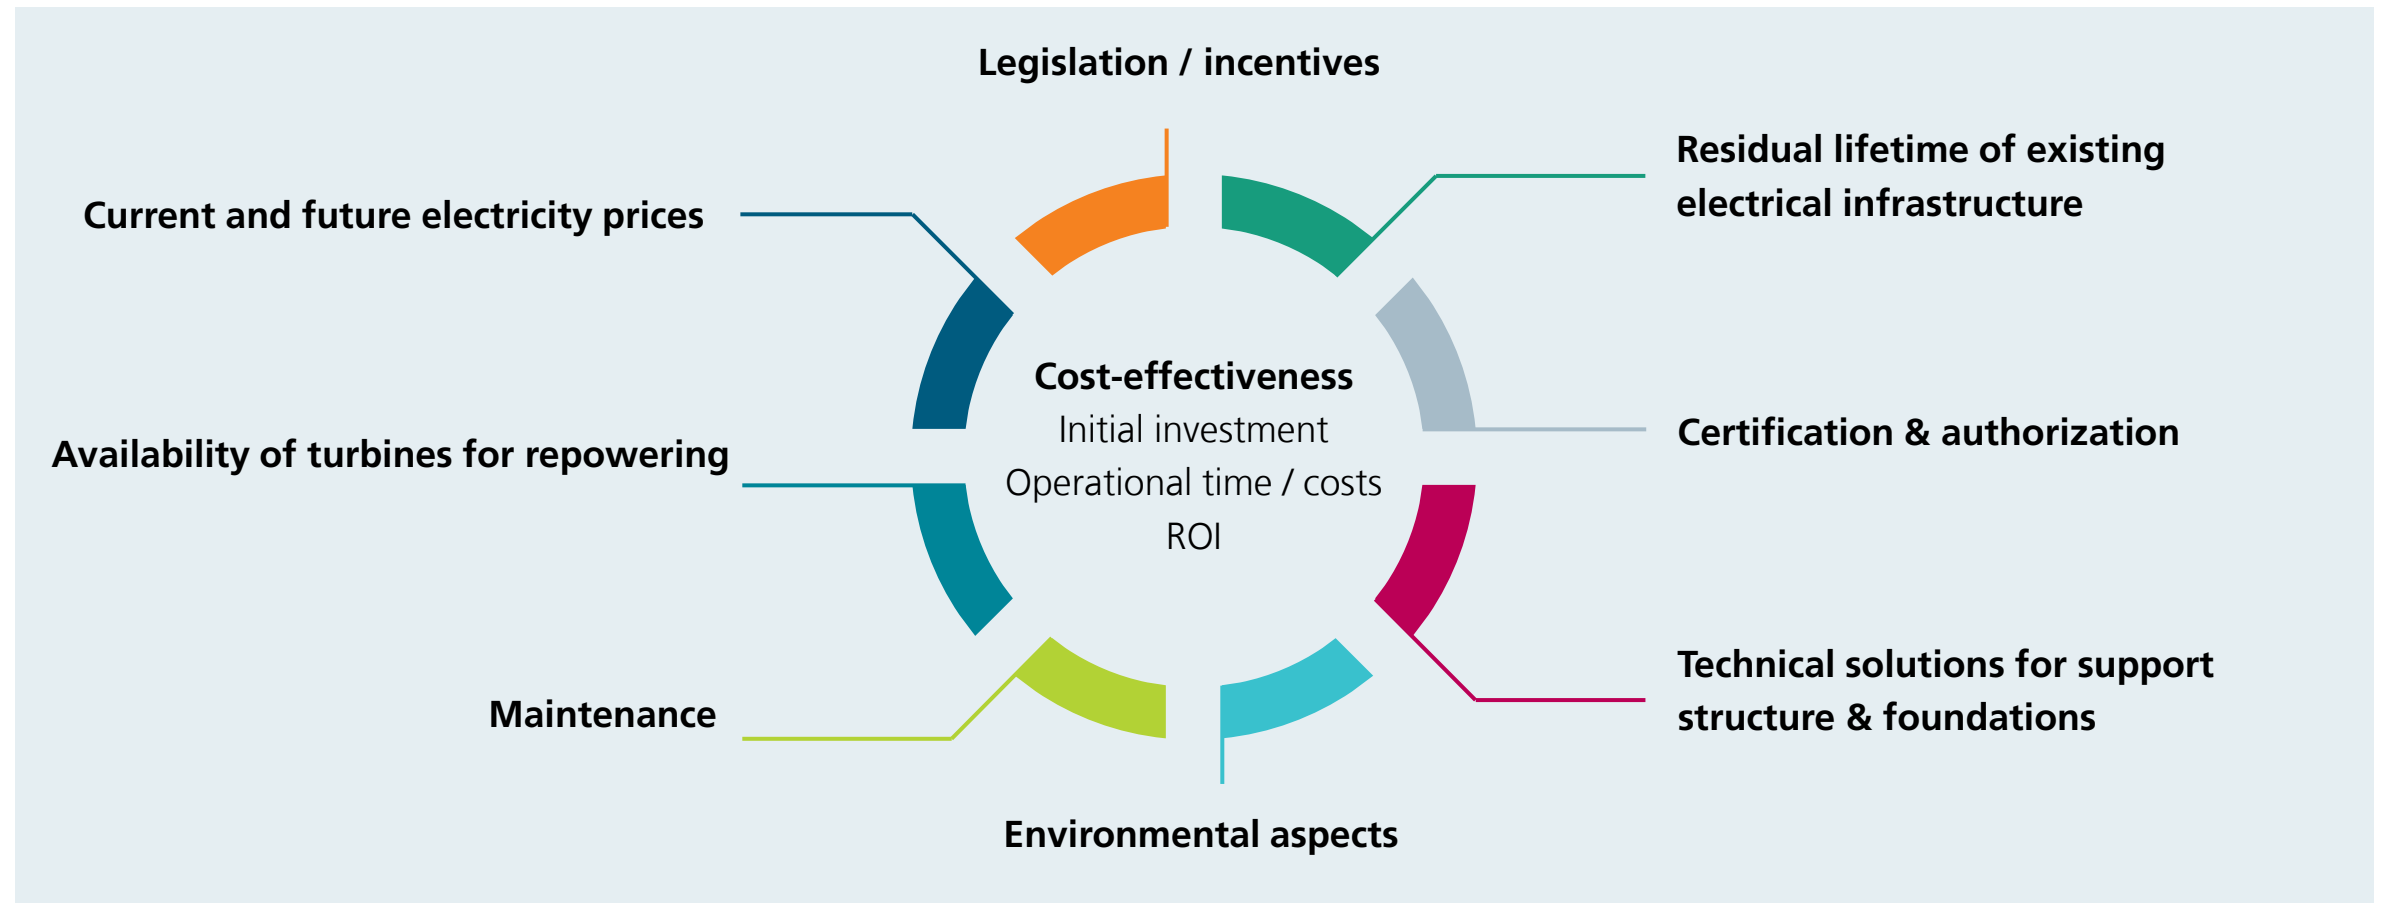 Legislation / incentives
Residual lifetime of existing
electrical infrastructure
Current and future electricity prices
Cost-effectiveness
Initial investment
Operational time / costs
ROI
Certification & authorization
Availability of turbines for repowering
Technical solutions for support
structure & foundations
Maintenance
Environmental aspects